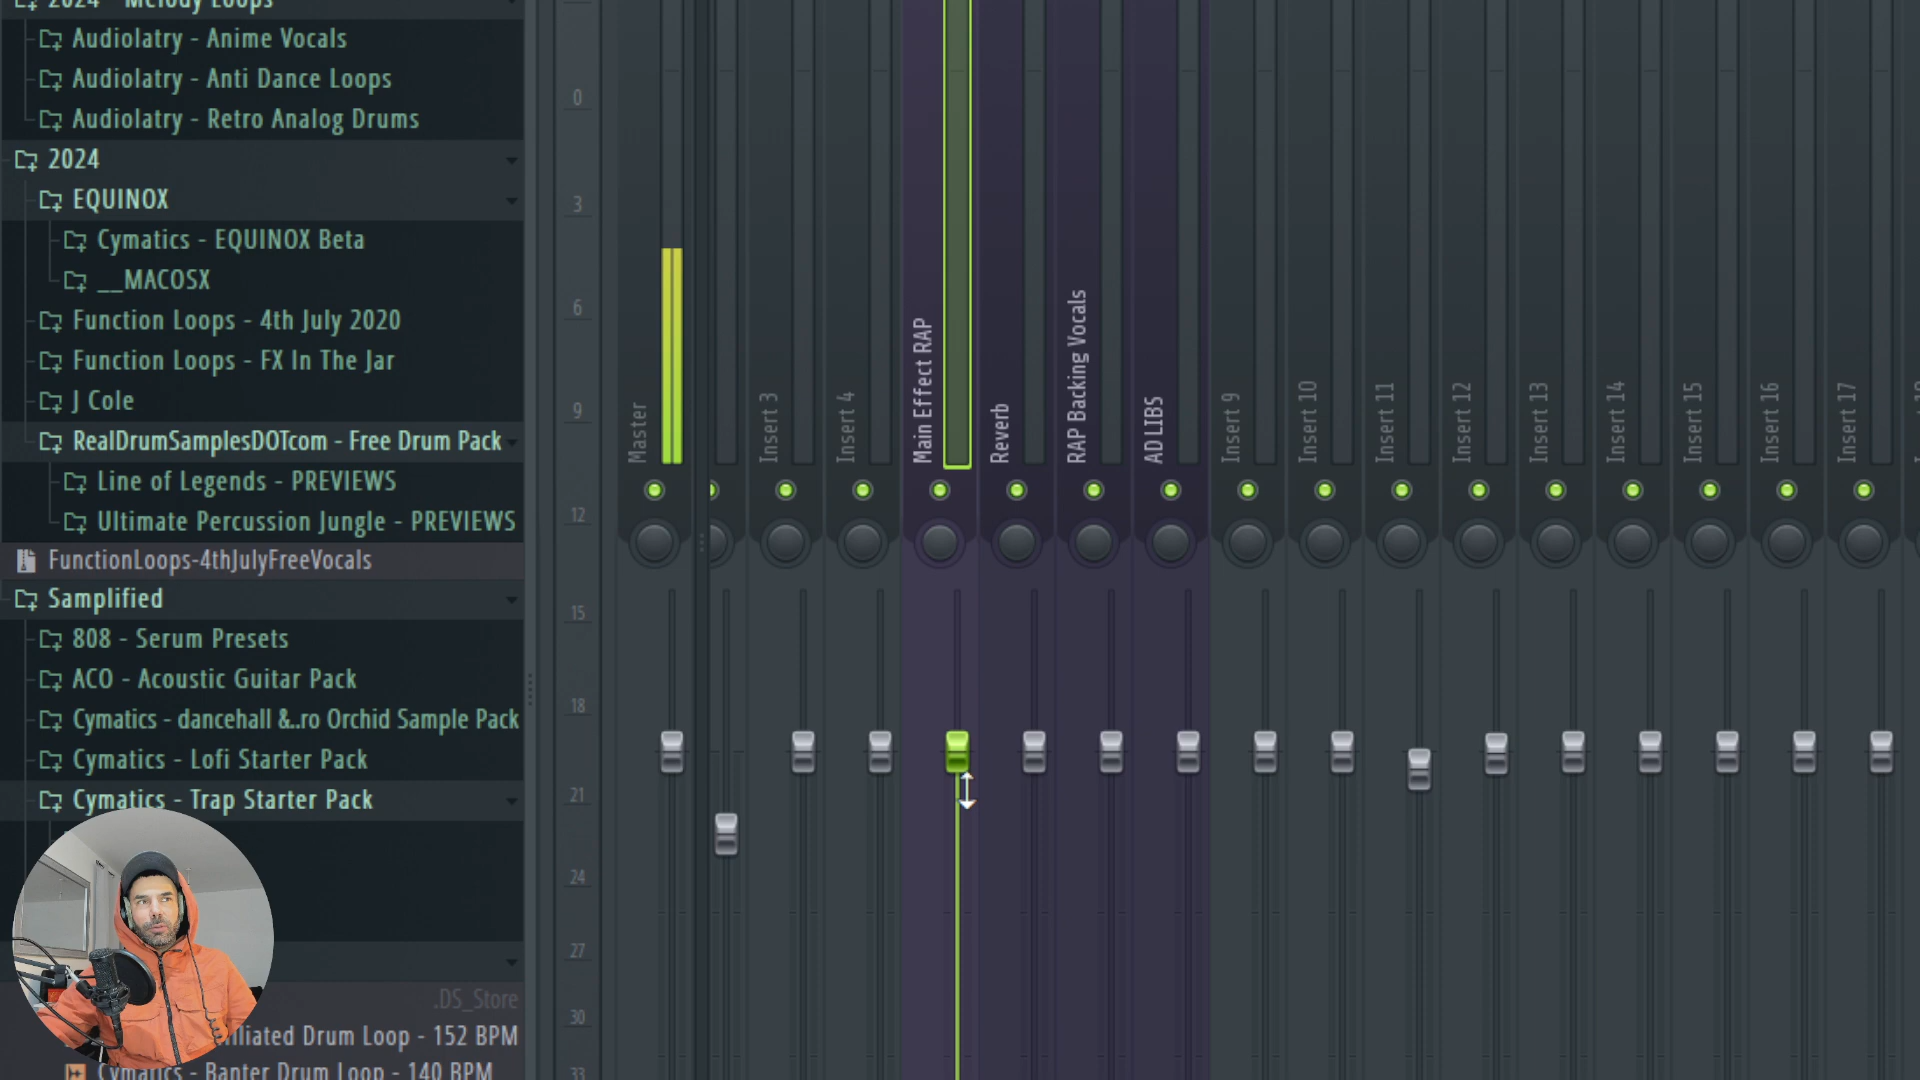 2024 - Melody Loops
Audiolatry - Anime Vocals
Audiolatry - Anti Dance Loops
Audiolatry - Retro Analog Drums
2024
EQUINOX
Cymatics - EQUINOX Beta
__MACOSX
Function Loops - 4th July 2020
Function Loops - FX In The Jar
J Cole
RealDrumSamplesDOTcom - Free Drum Pack
Line of Legends - PREVIEWS
Ultimate Percussion Jungle - PREVIEWS
FunctionLoops-4thJulyFreeVocals
Samplified
808 - Serum Presets
ACO - Acoustic Guitar Pack
Cymatics - dancehall &..ro Orchid Sample Pack
Cymatics - Lofi Starter Pack
Cymatics - Trap Starter Pack
.DS_Store
Drum Loop - 152 BPM
Cymatics - Banter Drum Loop - 140 BPM
0
3
6
9
12
15
18
21
24
27
30
33
Master
Insert 3
Insert 4
Main Effect RAP
Reverb
RAP Backing Vocals
AD LIBS
Insert 9
Insert 10
Insert 11
Insert 12
Insert 13
Insert 14
Insert 15
Insert 16
Insert 17